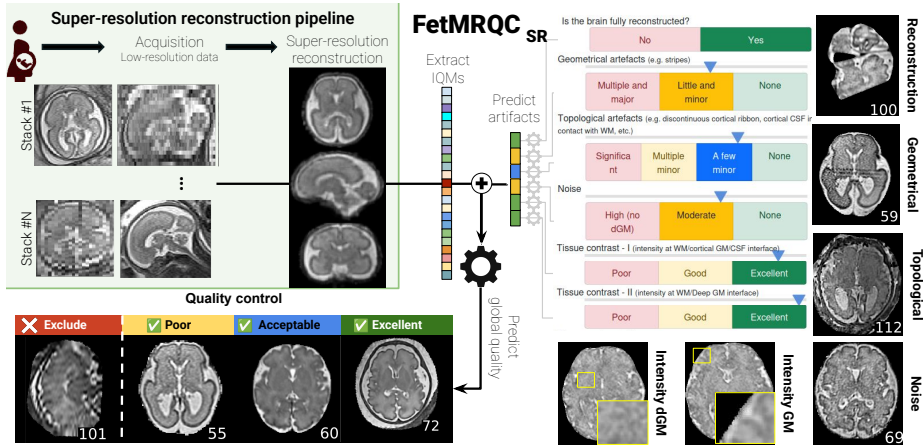 Super-resolution reconstruction pipeline
Acquisition
Low-resolution data
Super-resolution
reconstruction
Stack #1
Stack #N
...
FetMRQC SR
Extract
IQMs
Predict
artifacts
Predict
global quality
Is the brain fully reconstructed?
No
Yes
Geometrical artefacts (e.g. stripes)
Multiple and
major
Little and
minor
None
Topological artefacts (e.g. discontinuous cortical ribbon, cortical CSF in
contact with WM, etc.)
Significa
nt
Multiple
minor
A few
minor
None
Noise
High (no
dGM)
Moderate
None
Tissue contrast - I (intensity at WM/cortical GM/CSF interface)
Poor
Good
Excellent
Tissue contrast - II (intensity at WM/Deep GM interface)
Poor
Good
Excellent
Reconstruction
100
Geometrical
59
Topological
112
Noise
69
Intensity dGM
Intensity GM
Quality control
Exclude
Poor
Acceptable
Excellent
101
55
60
72